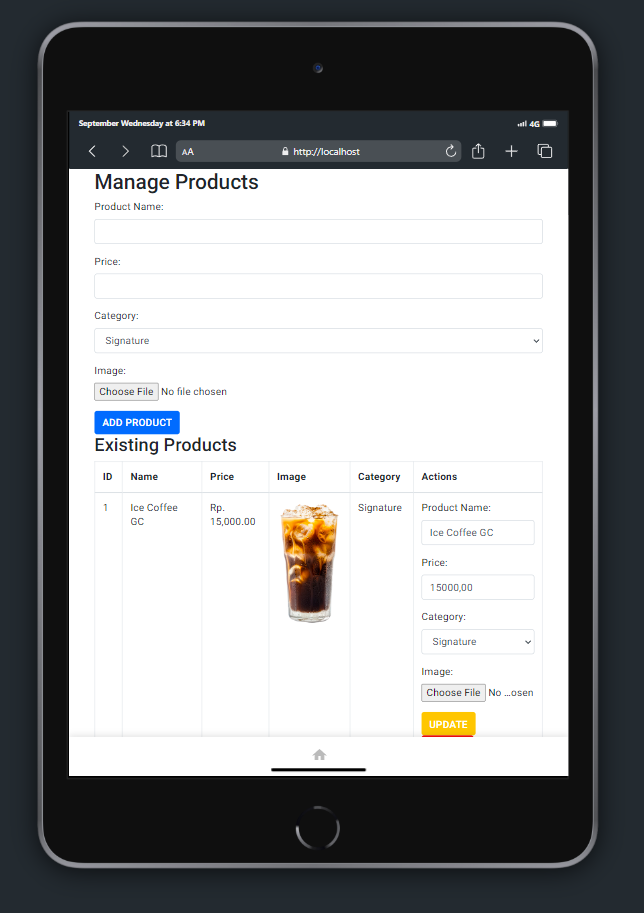 September Wednesday at 6:34 PM
4G
AA
http://localhost
Manage Products
Product Name:
Price:
Category:
Signature
Image:
Choose File No file chosen
ADD PRODUCT
Existing Products
ID Name Price Image Category Actions
1 Ice Coffee GC Rp. 15,000.00 Signature
Product Name:
Ice Coffee GC
Price:
15000,00
Category:
Signature
Image:
Choose File No ...osen
UPDATE